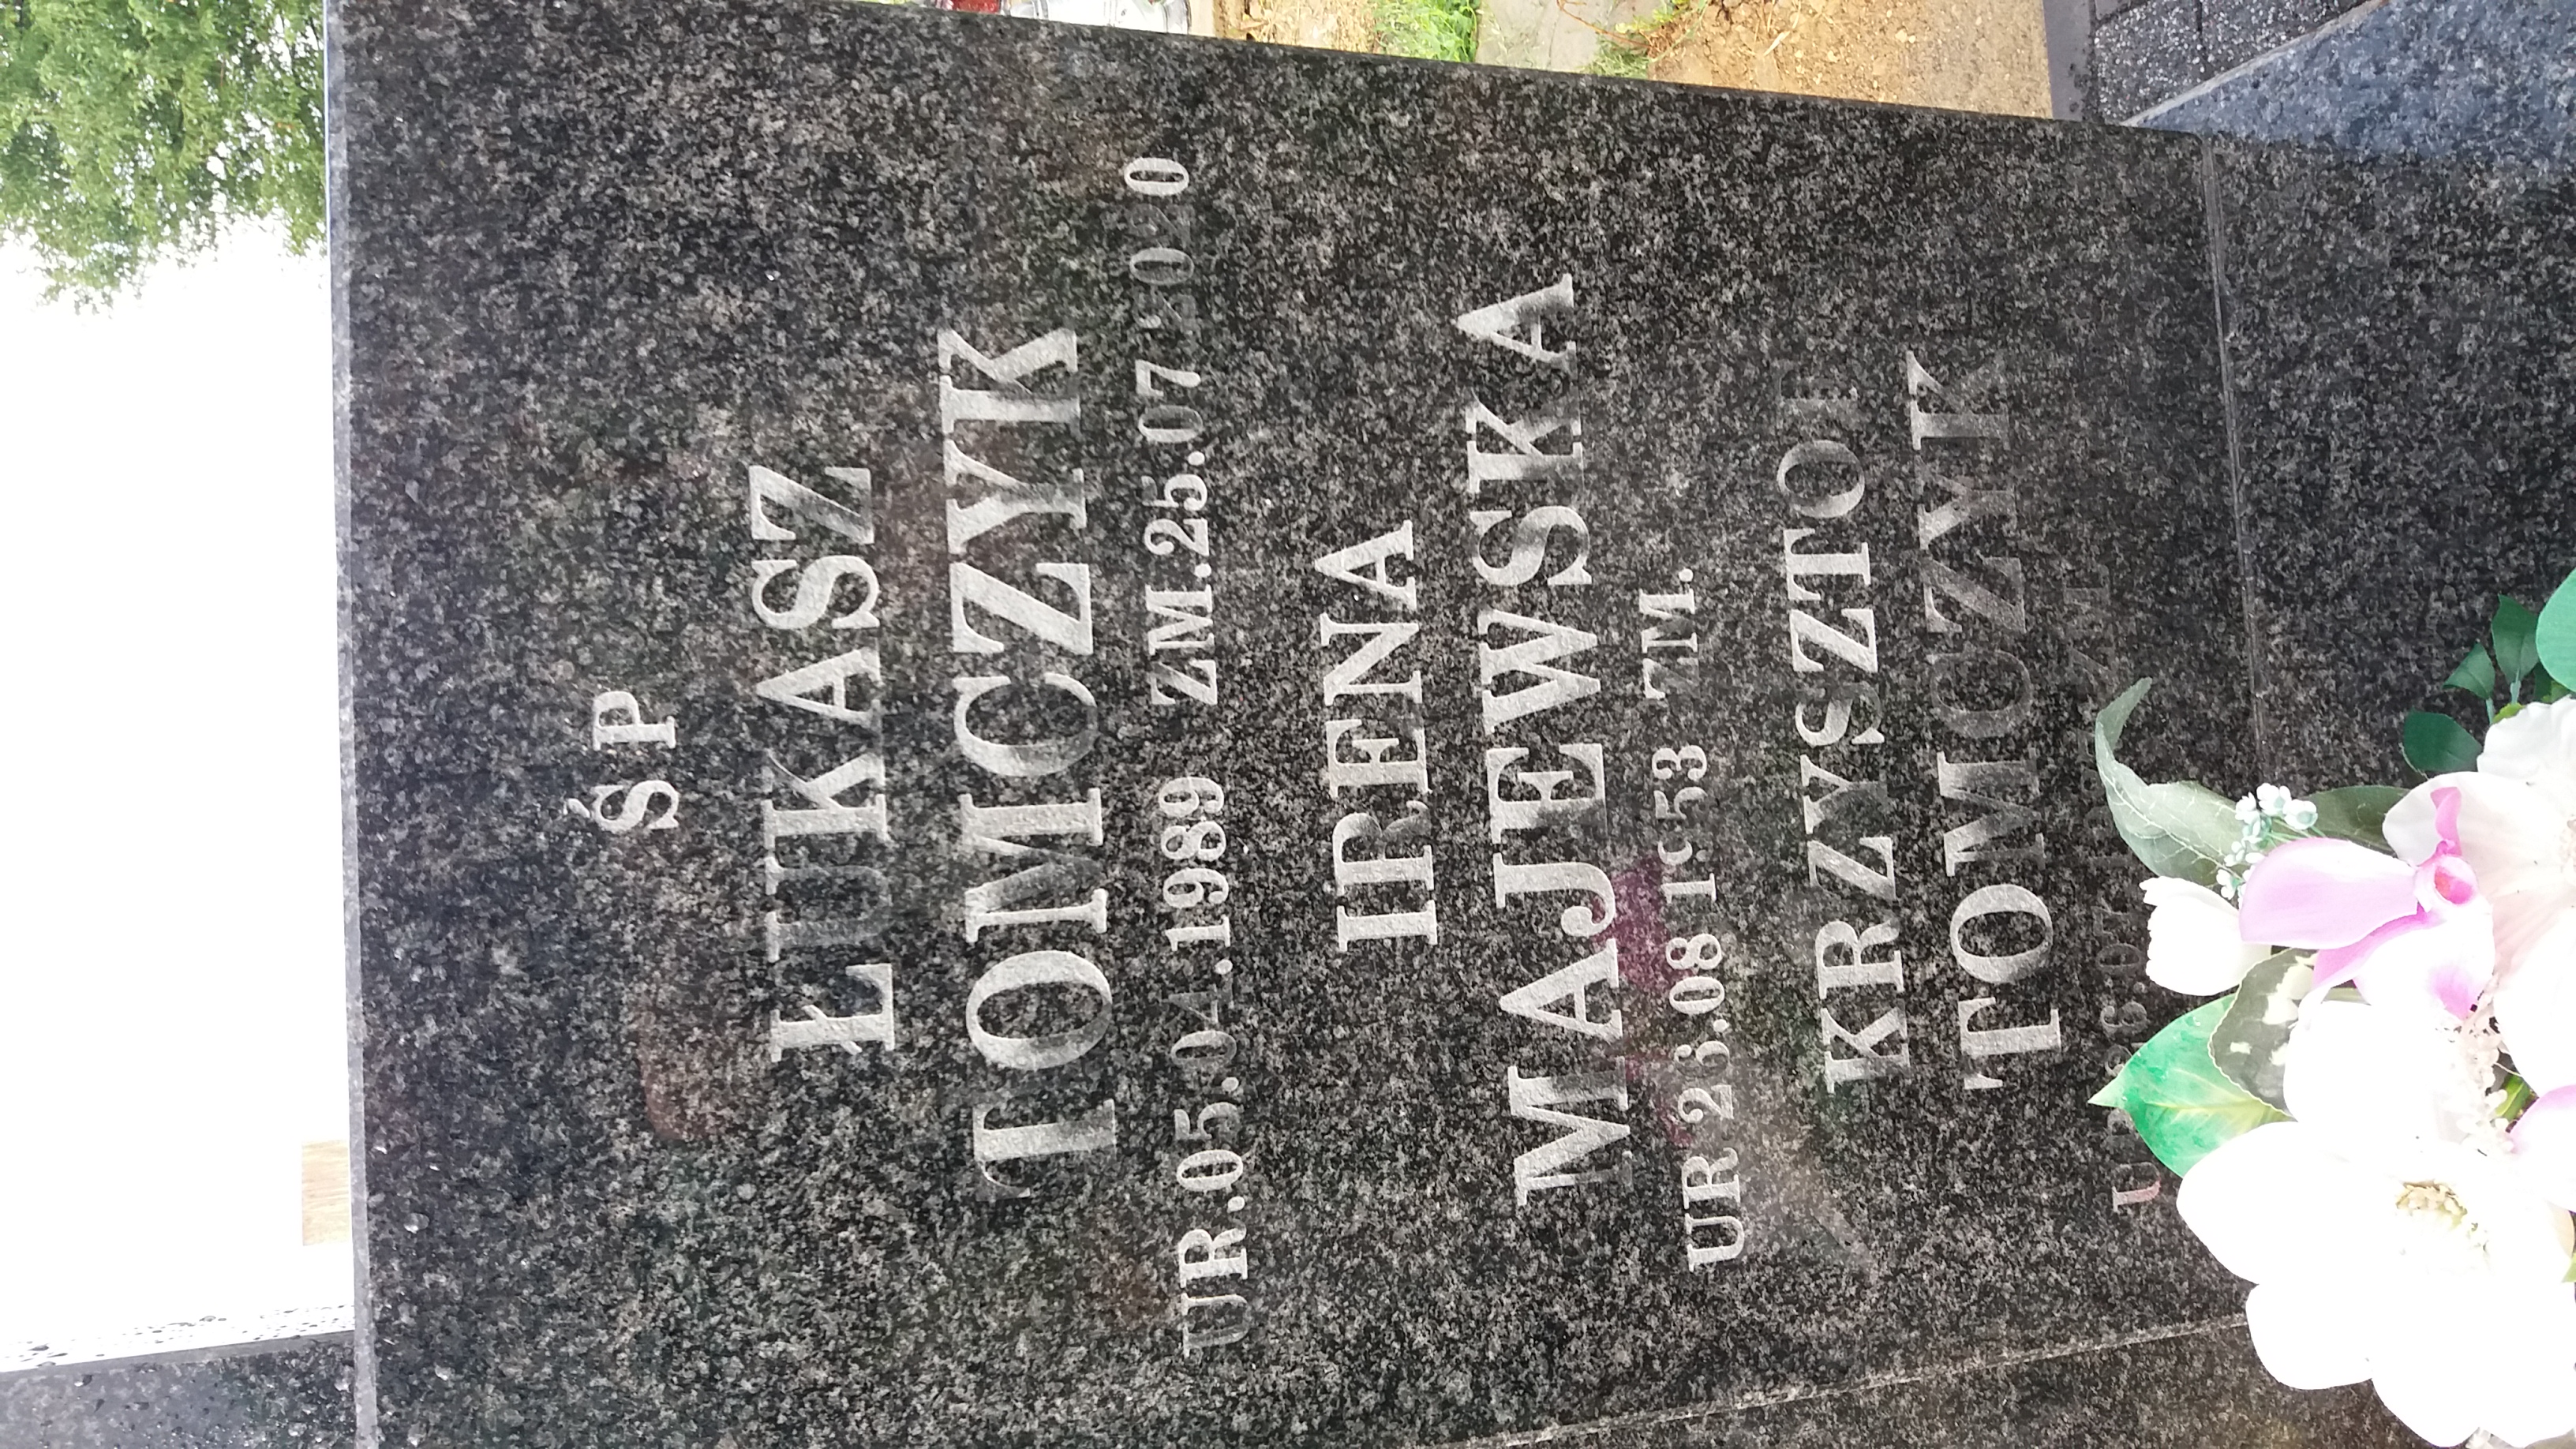 ŚP
ŁUKASZ
TOMCZYK
UR.05.04.1989 ZM.25.07.2020
IRENA
MAJEWSKA
UR 28.08.1953 ZM.
KRZYSZTOF
TOMCZYK